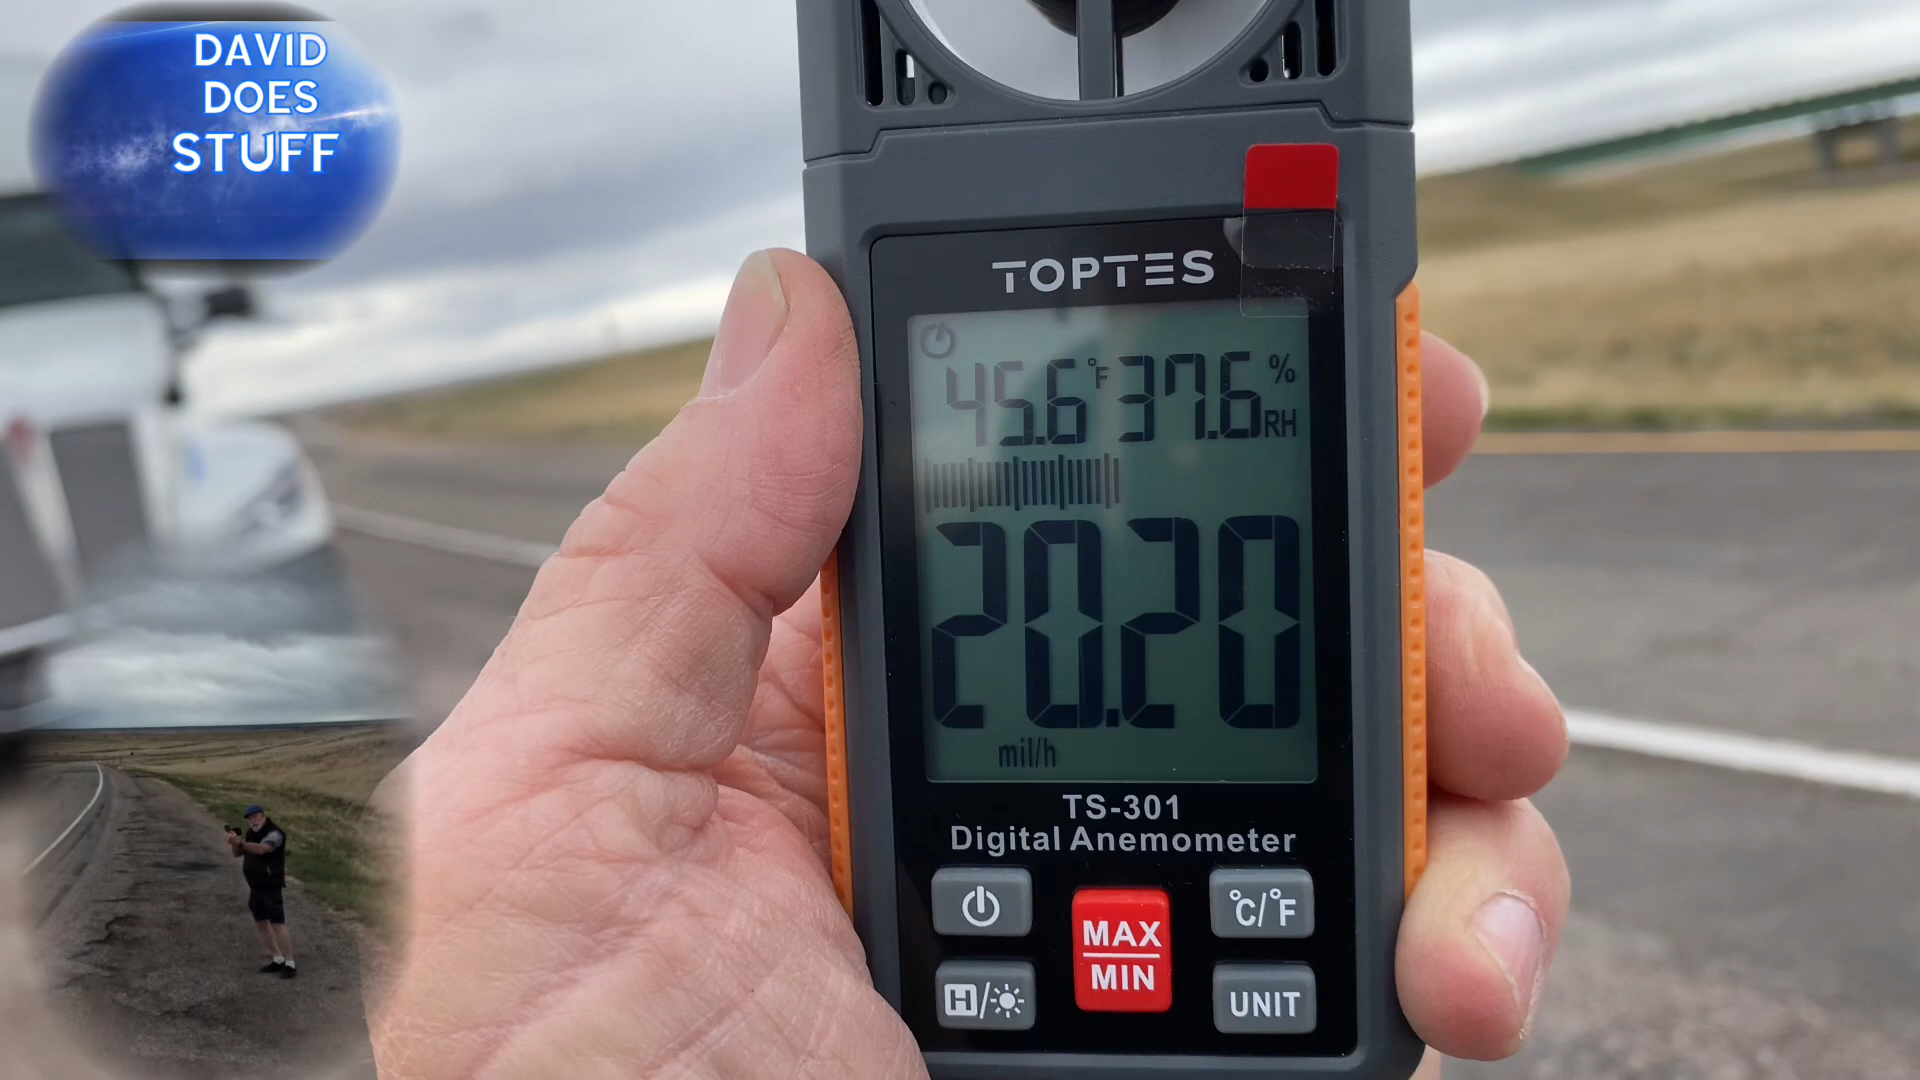 DAVID
DOES
STUFF
TOPTES
45.6 °F 37.6 % RH
20.20
mil/h
TS-301
Digital Anemometer
°C/°F
MAX
MIN
H/
UNIT